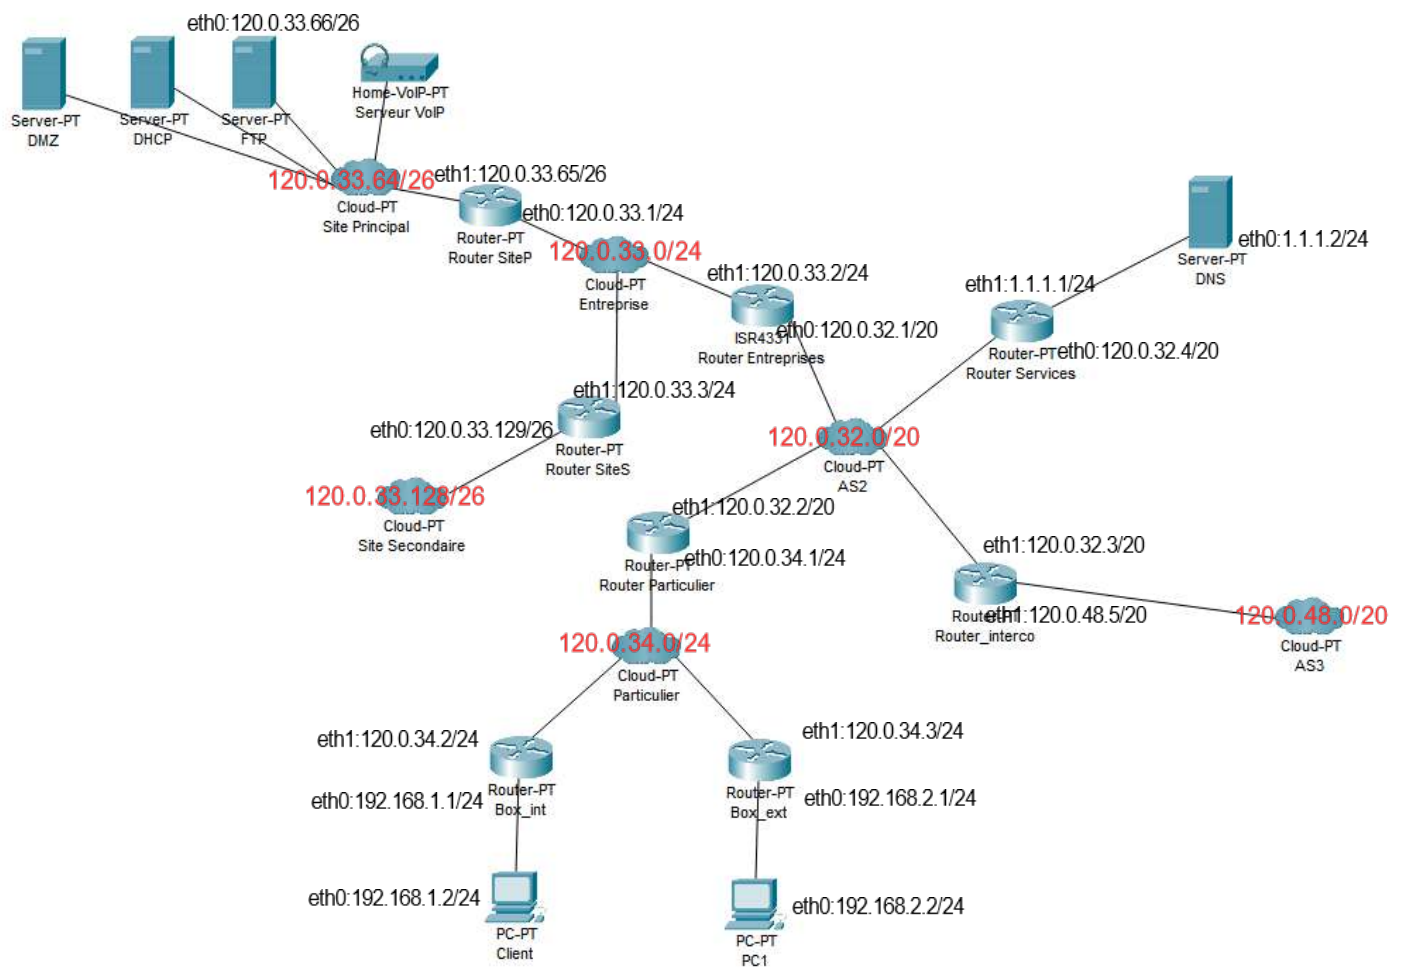 eth0:120.0.33.66/26
Server-PT
DMZ
Server-PT
DHCP
Server-PT
FTP
Home-VoIP-PT
Serveur VoIP
120.0.33.64/26
Cloud-PT
Site Principal
eth1:120.0.33.65/26
eth0:120.0.33.1/24
Router-PT
Router SiteP
120.0.33.0/24
Cloud-PT
Entreprise
eth1:120.0.33.2/24
ISR4331
eth0:120.0.32.1/20
Router Entreprises
eth0:1.1.1.2/24
Server-PT
DNS
eth1:1.1.1.1/24
Router-PT
eth0:120.0.32.4/20
Router Services
eth1:120.0.33.3/24
eth0:120.0.33.129/26
Router-PT
Router SiteS
120.0.32.0/20
Cloud-PT
AS2
120.0.33.128/26
Cloud-PT
Site Secondaire
eth1:120.0.32.2/20
eth0:120.0.34.1/24
Router-PT
Router Particulier
eth1:120.0.32.3/20
Router-PT
eth1:120.0.48.5/20
Router_interco
120.0.48.0/20
Cloud-PT
AS3
120.0.34.0/24
Cloud-PT
Particulier
eth1:120.0.34.2/24
Router-PT
Box_int
eth0:192.168.1.1/24
eth1:120.0.34.3/24
Router-PT
Box_ext
eth0:192.168.2.1/24
eth0:192.168.1.2/24
PC-PT
Client
eth0:192.168.2.2/24
PC-PT
PC1